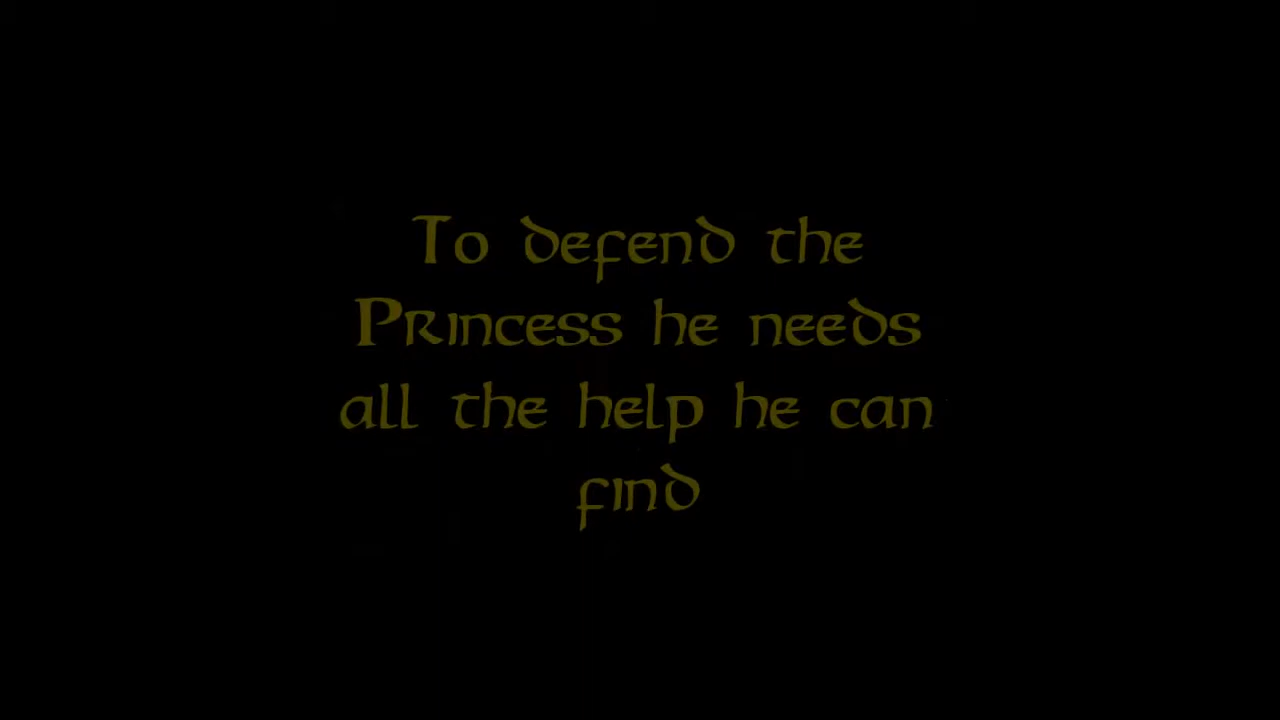 To defend the
Princess he needs
all the help he can
find